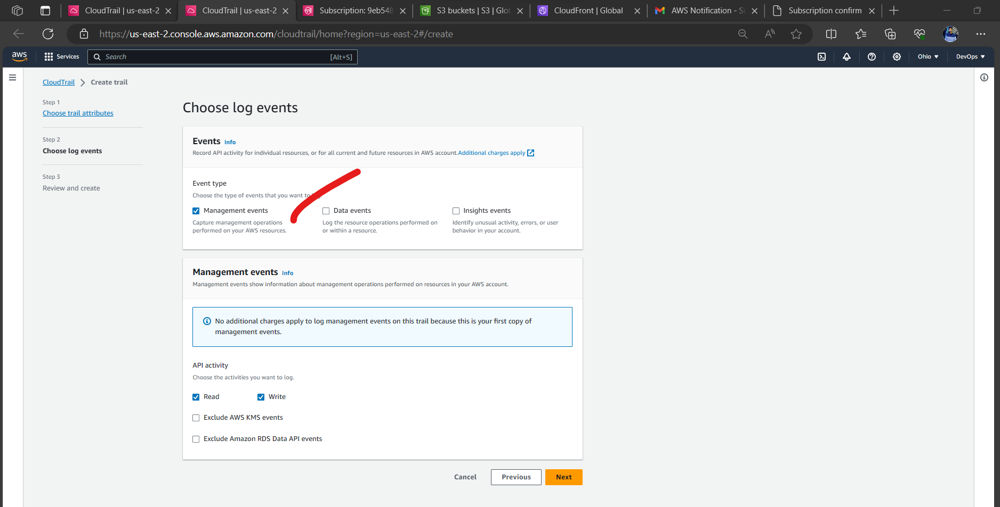 CloudTrail | us-east-2
CloudTrail | us-east-2
Subscription: 9eb548
S3 buckets | S3 | Glob
CloudFront | Global
AWS Notification - Su
Subscription confirm
https://us-east-2.console.aws.amazon.com/cloudtrail/home?region=us-east-2#/create
aws
Services
Search
[Alt+S]
Ohio
DevOps
CloudTrail
Create trail
Step 1
Choose trail attributes
Step 2
Choose log events
Step 3
Review and create
Choose log events
Events Info
Record API activity for individual resources, or for all current and future resources in AWS account.Additional charges apply
Event type
Choose the type of events that you want to
Management events
Capture management operations
performed on your AWS resources.
Data events
Log the resource operations performed on
or within a resource.
Insights events
Identify unusual activity, errors, or user
behavior in your account.
Management events Info
Management events show information about management operations performed on resources in your AWS account.
No additional charges apply to log management events on this trail because this is your first copy of
management events.
API activity
Choose the activities you want to log.
Read
Write
Exclude AWS KMS events
Exclude Amazon RDS Data API events
Cancel
Previous
Next